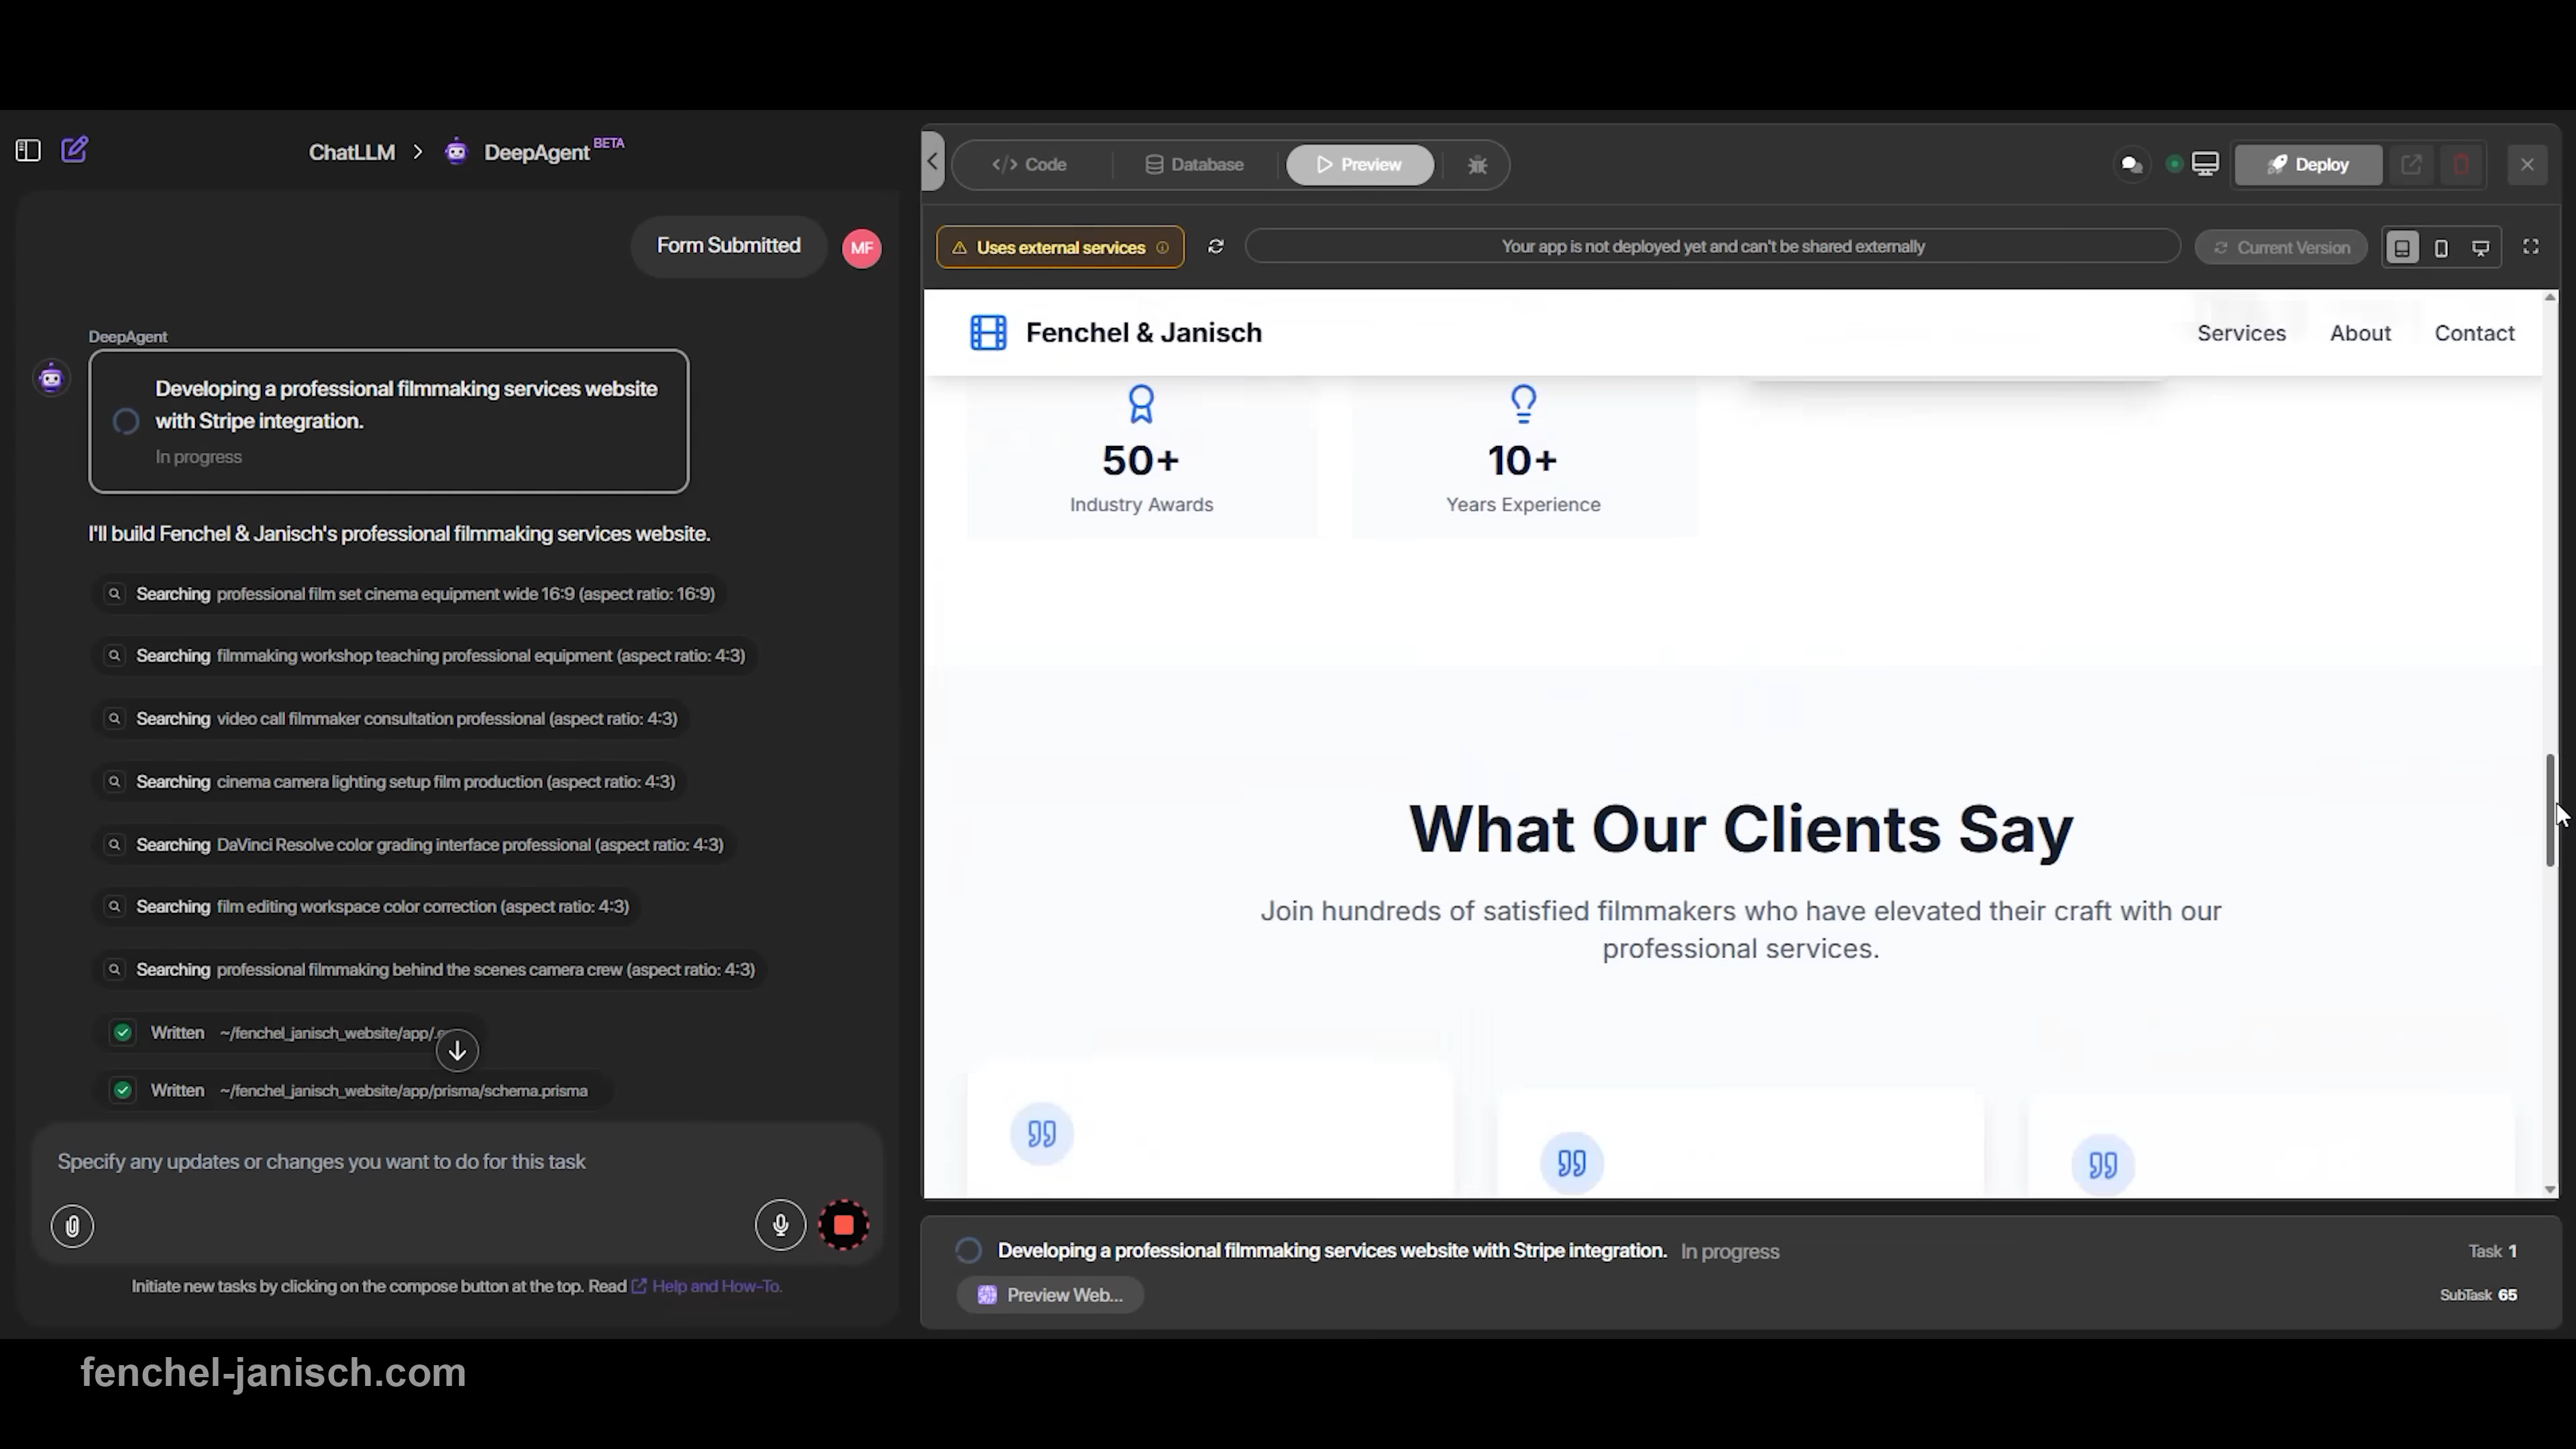 ChatLLM > DeepAgent BETA
Form Submitted
MF
DeepAgent
Developing a professional filmmaking services website
with Stripe integration.
In progress
I'll build Fenchel & Janisch's professional filmmaking services website.
Searching professional film set cinema equipment wide 16:9 (aspect ratio: 16:9)
Searching filmmaking workshop teaching professional equipment (aspect ratio: 4:3)
Searching video call filmmaker consultation professional (aspect ratio: 4:3)
Searching cinema camera lighting setup film production (aspect ratio: 4:3)
Searching DaVinci Resolve color grading interface professional (aspect ratio: 4:3)
Searching film editing workspace color correction (aspect ratio: 4:3)
Searching professional filmmaking behind the scenes camera crew (aspect ratio: 4:3)
Written ~/fenchel_janisch_website/app/
Written ~/fenchel_janisch_website/app/prisma/schema.prisma
Specify any updates or changes you want to do for this task
Initiate new tasks by clicking on the compose button at the top. Read Help and How-To.
Code
Database
Preview
Deploy
Uses external services
Your app is not deployed yet and can't be shared externally
Current Version
Fenchel & Janisch
Services
About
Contact
50+
Industry Awards
10+
Years Experience
What Our Clients Say
Join hundreds of satisfied filmmakers who have elevated their craft with our
professional services.
Developing a professional filmmaking services website with Stripe integration. In progress
Task 1
Preview Web...
SubTask 65
fenchel-janisch.com